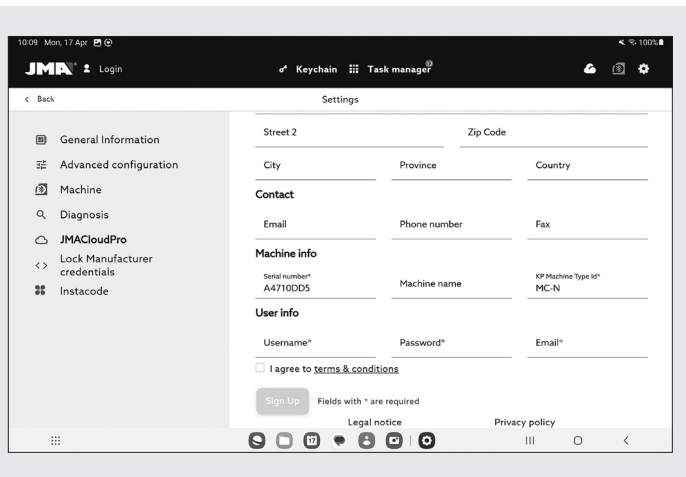 10:09 Mon, 17 Apr
100%
JMA
Login
Keychain
Task manager
Back
Settings
General Information
Advanced configuration
Machine
Diagnosis
JMACloudPro
Lock Manufacturer
credentials
Instacode
Street 2
Zip Code
City
Province
Country
Contact
Email
Phone number
Fax
Machine info
Serial number*
A4710DD5
Machine name
KP Machine Type Id*
MC-N
User info
Username*
Password*
Email*
I agree to terms & conditions
Sign Up
Fields with * are required
Legal notice
Privacy policy
17